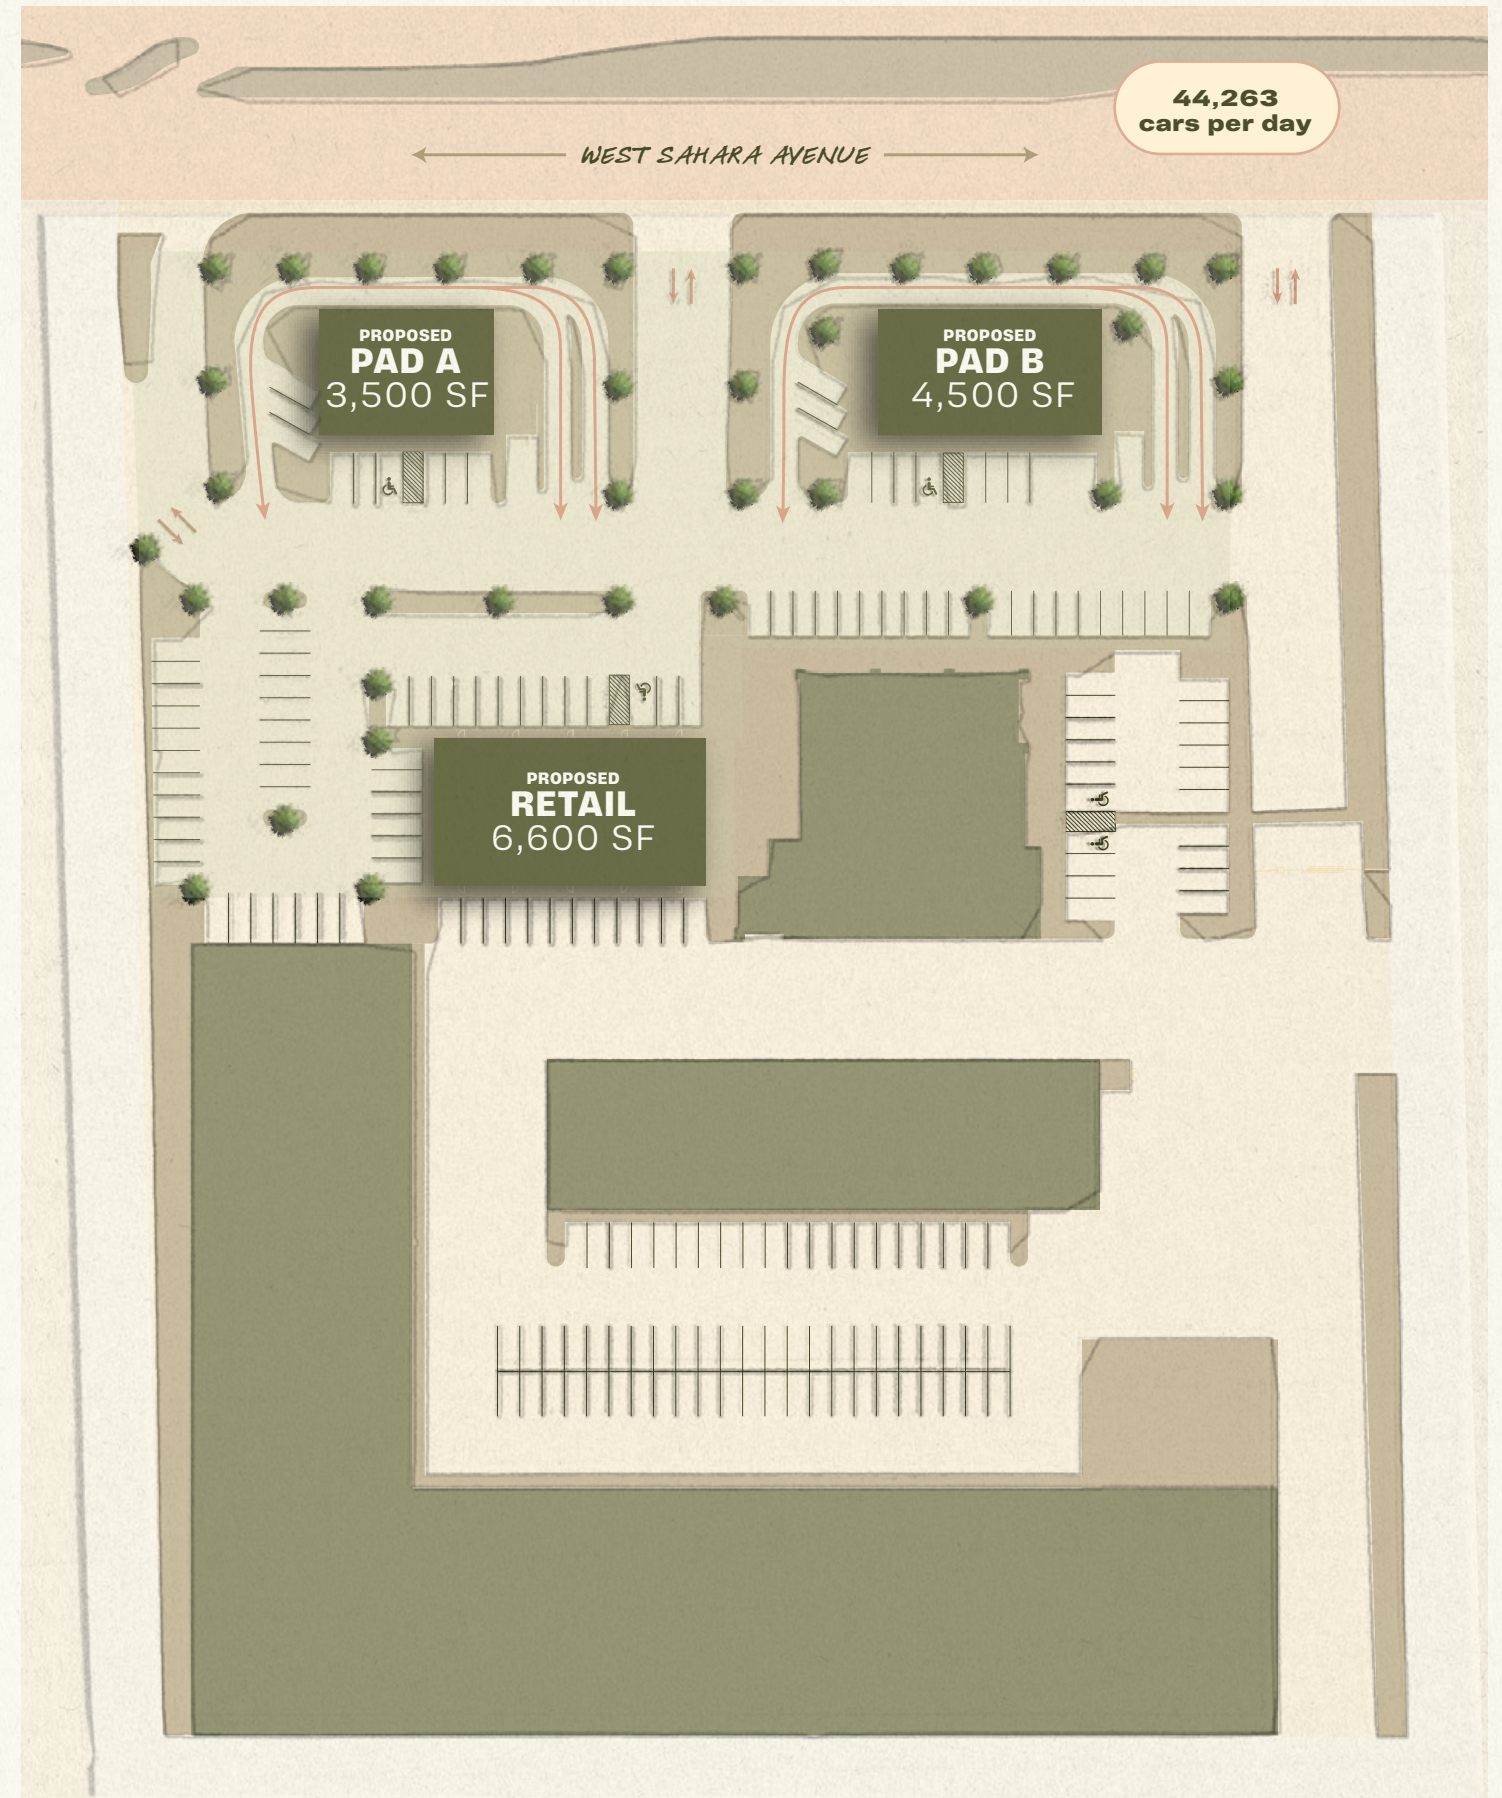 44,263
cars per day
WEST SAHARA AVENUE
PROPOSED
PAD A
3,500 SF
PROPOSED
PAD B
4,500 SF
PROPOSED
RETAIL
6,600 SF